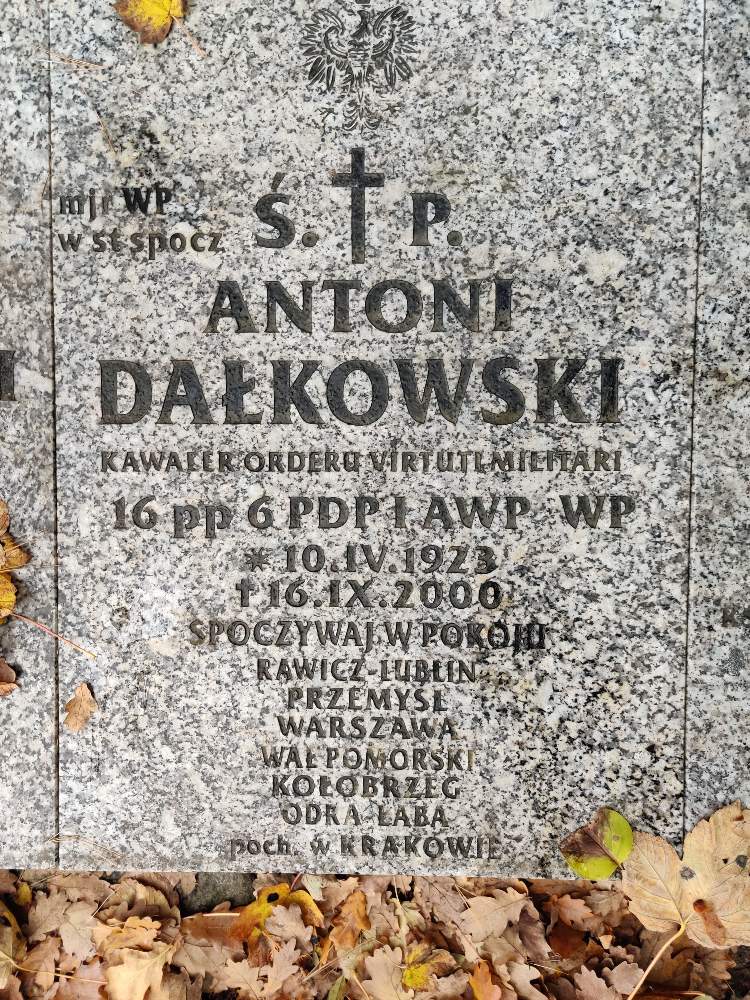 mjr WP
w st spocz
Ś. P.
ANTONI
DAŁKOWSKI
KAWALER ORDERU VIRTUTI MILITARI
16 pp 6 PDP I AWP WP
* 10.IV.1923
† 16.IX.2000
SPOCZYWAJ W POKOJU
RAWICZ-LUBLIN
PRZEMYŚL
WARSZAWA
WAŁ POMORSKI
KOŁOBRZEG
ODRA ŁABA
poch. w KRAKOWIE